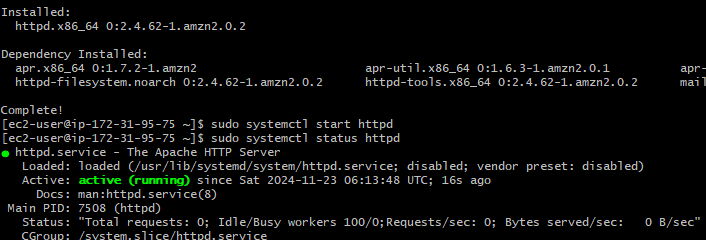 Installed:
  httpd.x86_64 0:2.4.62-1.amzn2.0.2

Dependency Installed:
  apr.x86_64 0:1.7.2-1.amzn2                    apr-util.x86_64 0:1.6.3-1.amzn2.0.1        apr-
  httpd-filesystem.noarch 0:2.4.62-1.amzn2.0.2     httpd-tools.x86_64 0:2.4.62-1.amzn2.0.2    mail

Complete!
[ec2-user@ip-172-31-95-75 ~]$ sudo systemctl start httpd
[ec2-user@ip-172-31-95-75 ~]$ sudo systemctl status httpd
● httpd.service - The Apache HTTP Server
   Loaded: loaded (/usr/lib/systemd/system/httpd.service; disabled; vendor preset: disabled)
   Active: active (running) since Sat 2024-11-23 06:13:48 UTC; 16s ago
     Docs: man:httpd.service(8)
 Main PID: 7508 (httpd)
   Status: "Total requests: 0; Idle/Busy workers 100/0;Requests/sec: 0; Bytes served/sec:   0 B/sec"
   CGroup: /system.slice/httpd.service